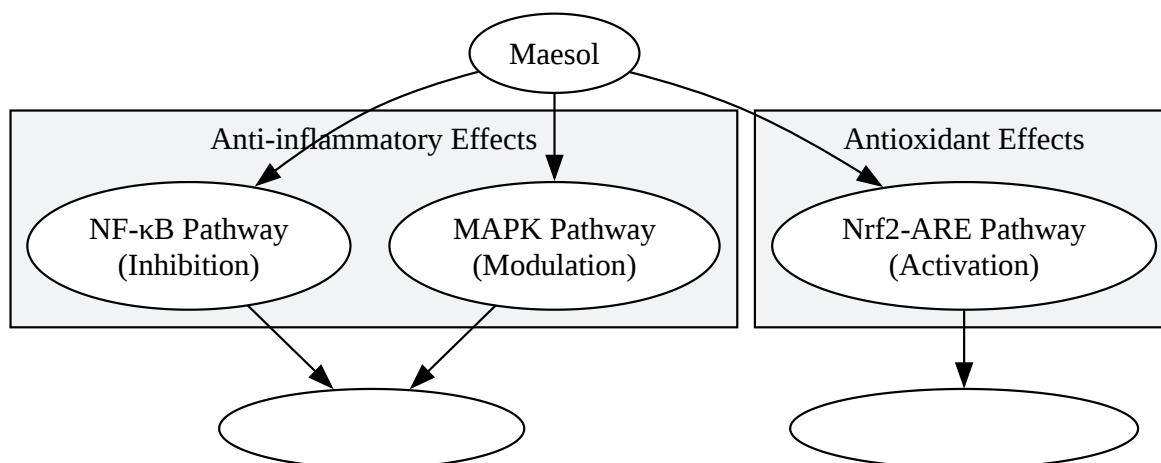 Maesol
Anti-inflammatory Effects
Antioxidant Effects
NF-κB Pathway
(Inhibition)
MAPK Pathway
(Modulation)
Nrf2-ARE Pathway
(Activation)